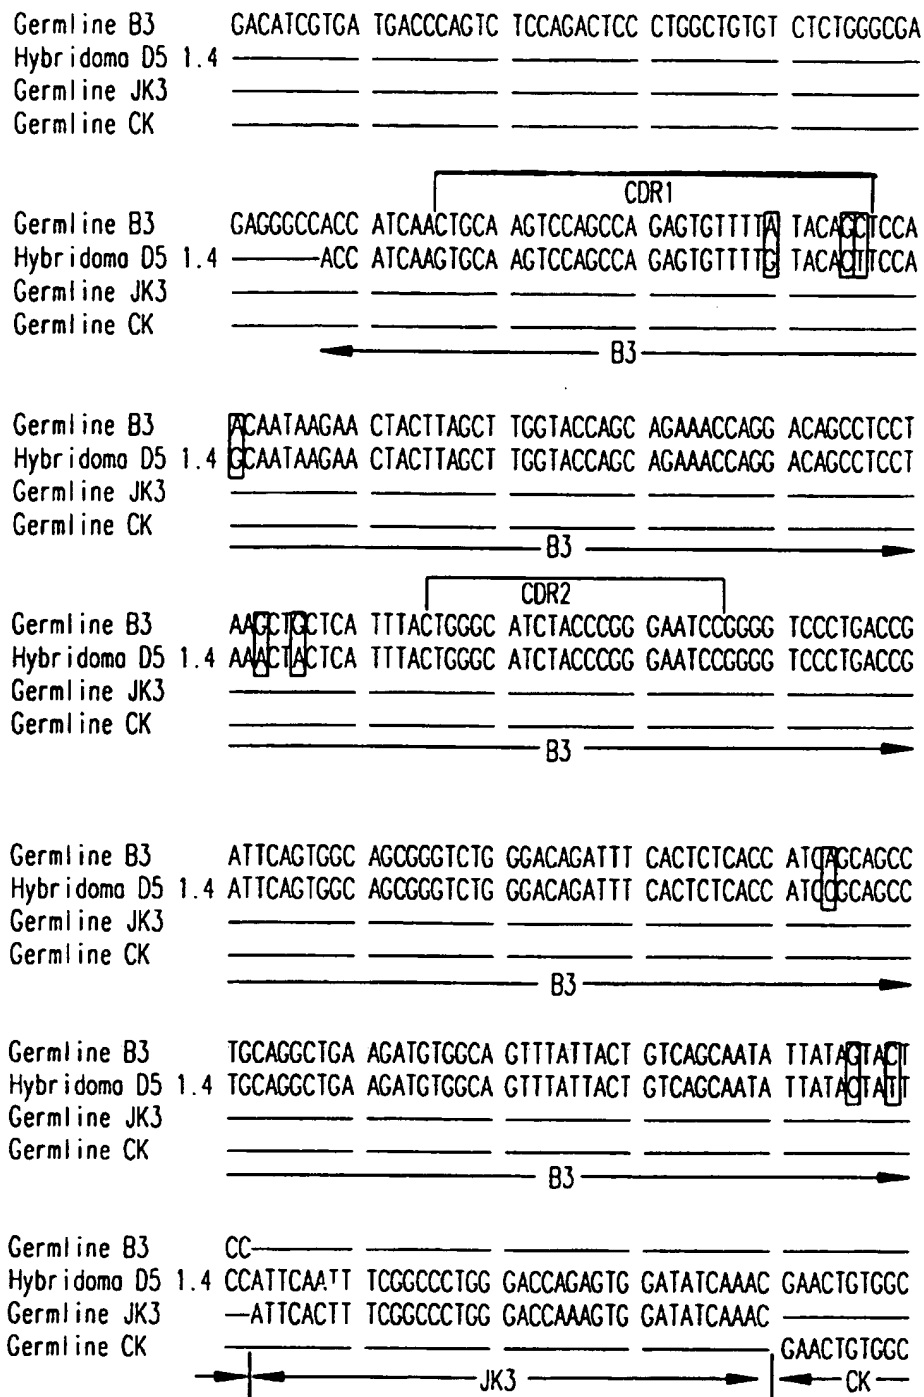 Germline B3 GACATCGTGA TGACCCAGTC TCCAGACTCC CTGGCTGTGT CTCTGGGCGA
Hybridoma D5 1.4
Germline JK3
Germline CK
CDR1
Germline B3 GAGGGCCACC ATCAACTGCA AGTCCAGCCA GAGTGTTTTA TACAGCTCCA
Hybridoma D5 1.4 ACC ATCAAGTGCA AGTCCAGCCA GAGTGTTTTG TACACTTCCA
Germline JK3
Germline CK
B3
Germline B3 ACAATAAGAA CTACTTAGCT TGGTACCAGC AGAAACCAGG ACAGCCTCCT
Hybridoma D5 1.4 GCAATAAGAA CTACTTAGCT TGGTACCAGC AGAAACCAGG ACAGCCTCCT
Germline JK3
Germline CK
B3
CDR2
Germline B3 AAGCTGCTCA TTTACTGGGC ATCTACCCGG GAATCCGGGG TCCCTGACCG
Hybridoma D5 1.4 AAACTACTCA TTTACTGGGC ATCTACCCGG GAATCCGGGG TCCCTGACCG
Germline JK3
Germline CK
B3
Germline B3 ATTCAGTGGC AGCGGGTCTG GGACAGATTT CACTCTCACC ATCAGCAGCC
Hybridoma D5 1.4 ATTCAGTGGC AGCGGGTCTG GGACAGATTT CACTCTCACC ATCCGCAGCC
Germline JK3
Germline CK
B3
Germline B3 TGCAGGCTGA AGATGTGGCA GTTTATTACT GTCAGCAATA TTATAGTACT
Hybridoma D5 1.4 TGCAGGCTGA AGATGTGGCA GTTTATTACT GTCAGCAATA TTATACTATT
Germline JK3
Germline CK
B3
Germline B3 CC
Hybridoma D5 1.4 CCATTCAATT TCGGCCCTGG GACCAGAGTG GATATCAAAC GAACTGTGGC
Germline JK3 ATTCACTT TCGGCCCTGG GACCAAAGTG GATATCAAAC
Germline CK GAACTGTGGC
JK3 CK